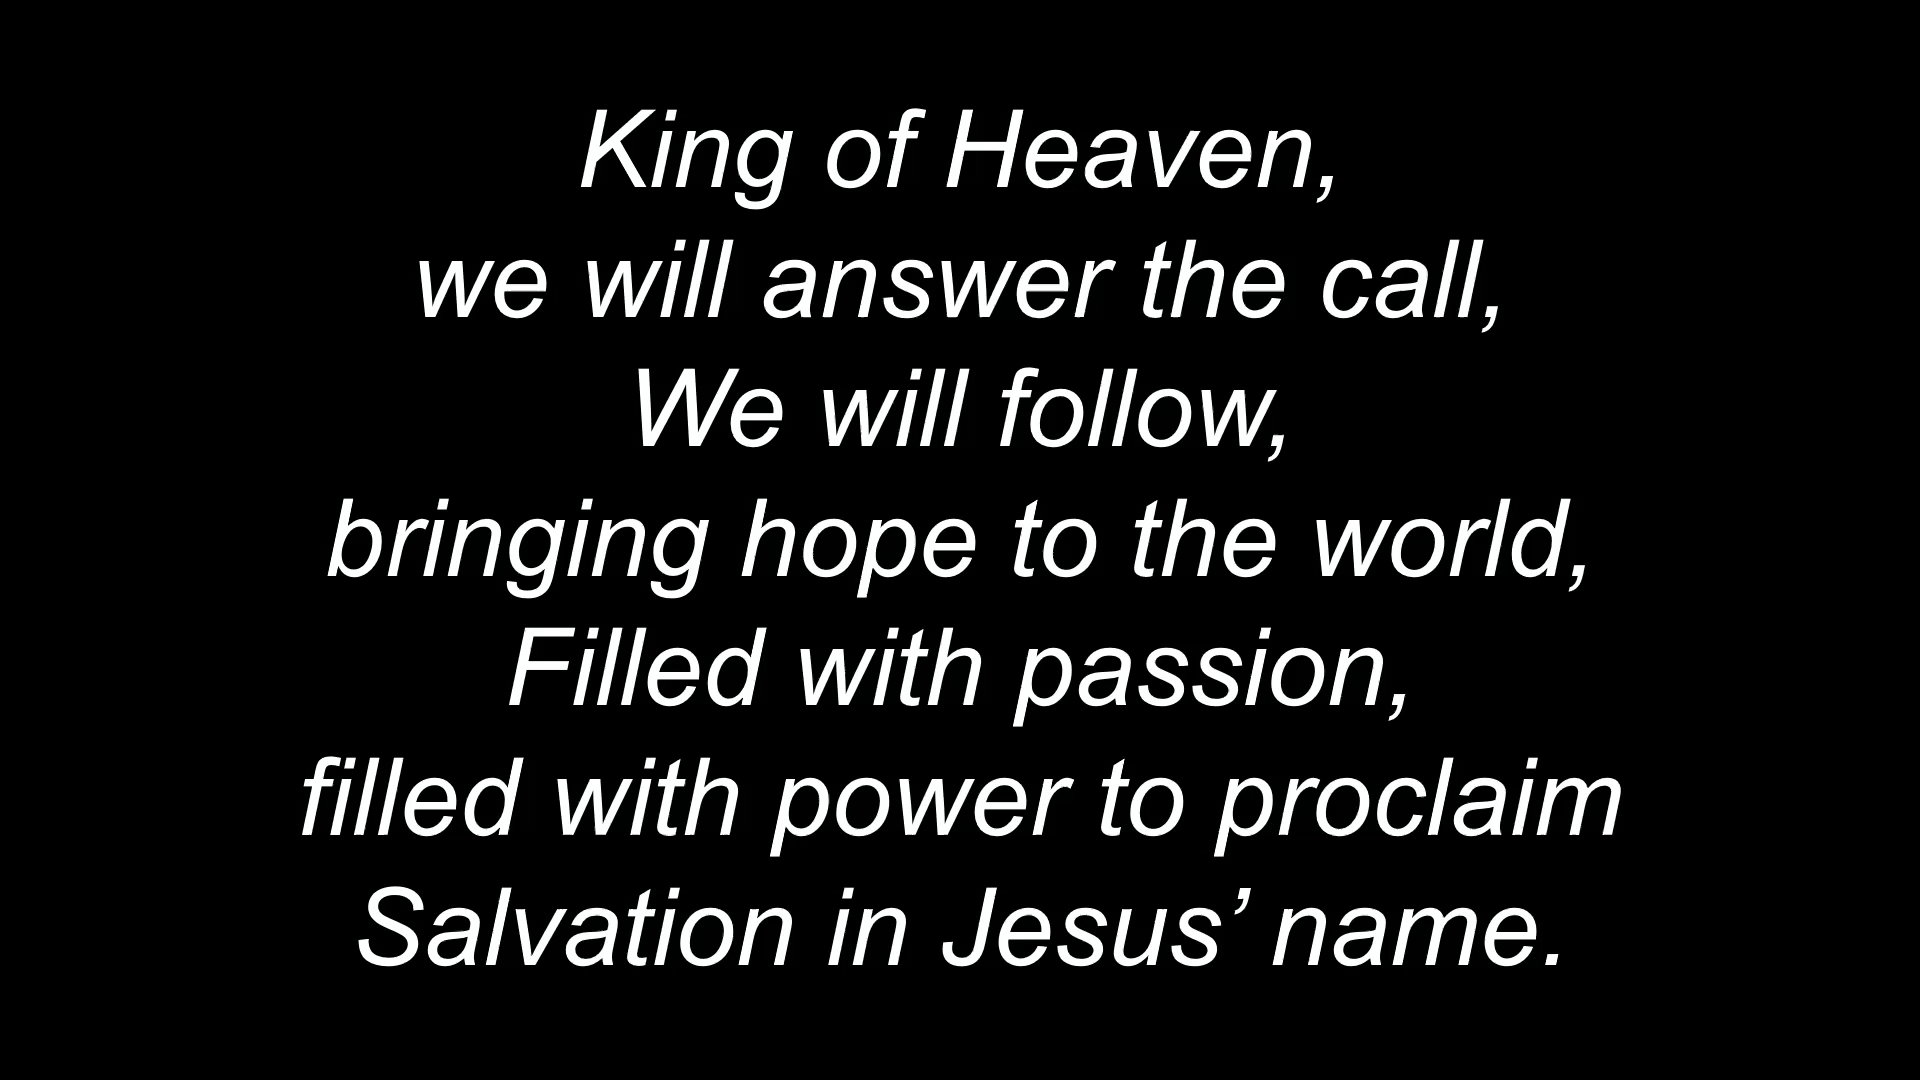 King of Heaven,
we will answer the call,
We will follow,
bringing hope to the world,
Filled with passion,
filled with power to proclaim
Salvation in Jesus’ name.